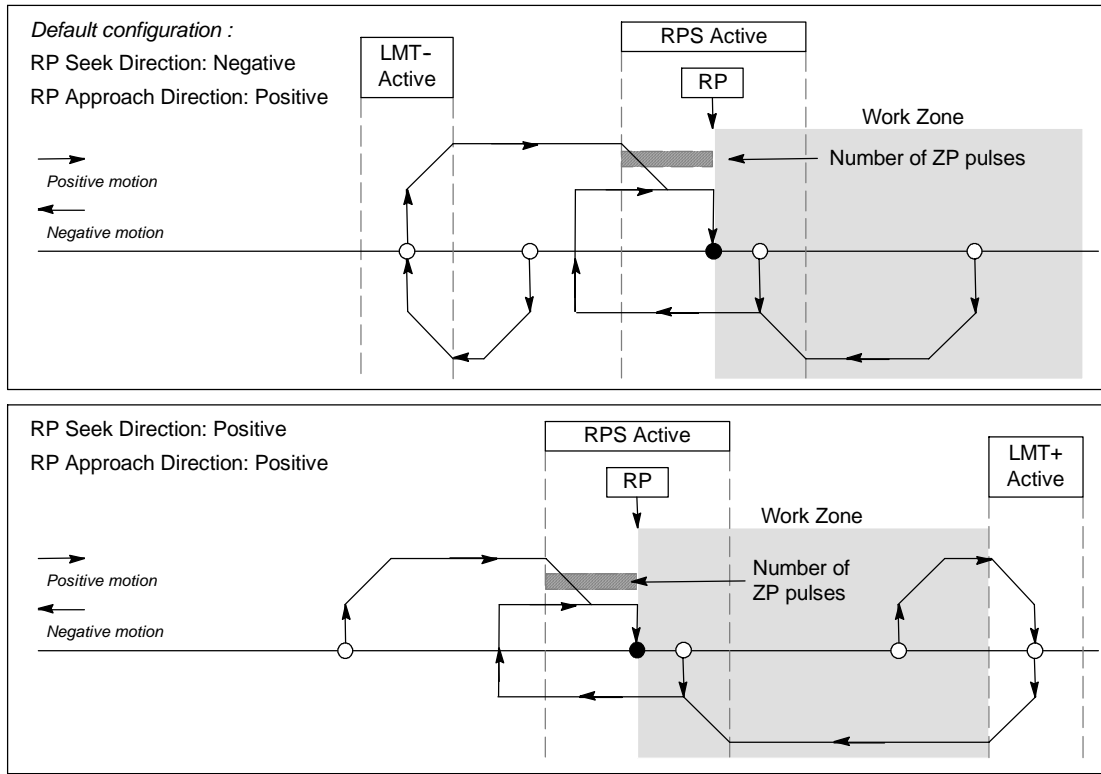 Default configuration :
RP Seek Direction: Negative
RP Approach Direction: Positive
LMT-
Active
RPS Active
RP
Work Zone
Number of ZP pulses
Positive motion
Negative motion
RP Seek Direction: Positive
RP Approach Direction: Positive
RPS Active
RP
LMT+
Active
Work Zone
Number of
ZP pulses
Positive motion
Negative motion